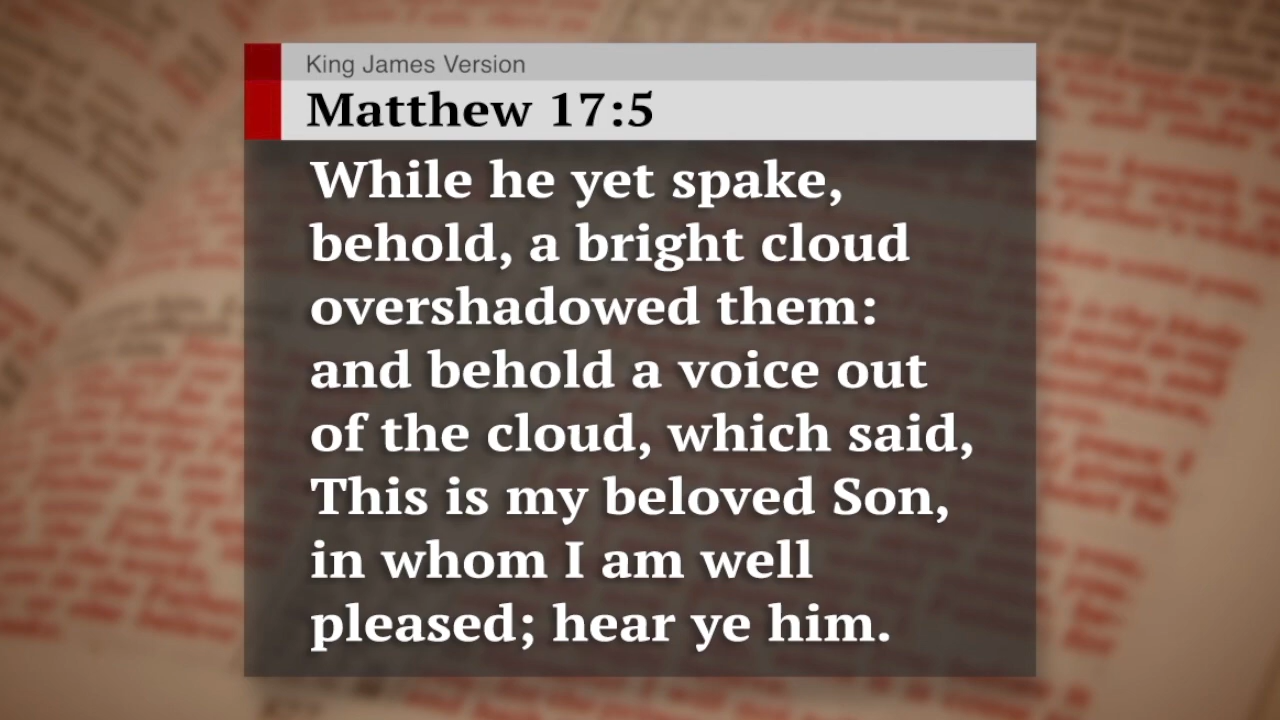 King James Version
Matthew 17:5
While he yet spake,
behold, a bright cloud
overshadowed them:
and behold a voice out
of the cloud, which said,
This is my beloved Son,
in whom I am well
pleased; hear ye him.